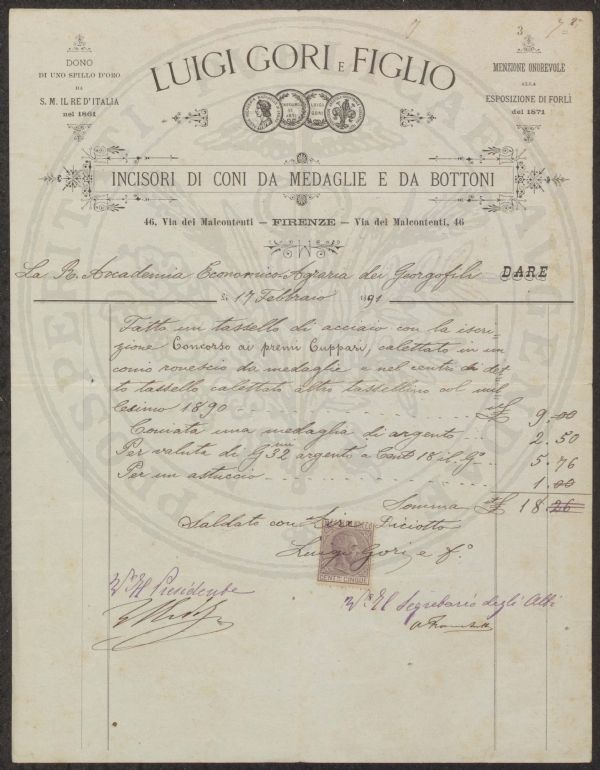 3
DONO
DI UNO SPILLO D'ORO
DA
S. M. IL RE D'ITALIA
nel 1861
LUIGI GORI E FIGLIO
MENZIONE ONOREVOLE
ALLA
ESPOSIZIONE DI FORLÌ
del 1871
INCISORI DI CONI DA MEDAGLIE E DA BOTTONI
46, Via dei Malcontenti — FIRENZE — Via dei Malcontenti, 46
La R. Accademia Economico-Agraria dei Georgofili DARE
17 Febbraio 1891
Fatto un tassello di acciaio con la iscri-
zione Concorso ai premi Cuppari, calettato in un
conio rovescio da medaglie e nel centro di det
to tassello calettato altro tassellino col mil
lesimo 1890 £ 9.00
Coniata una medaglia di argento 2.50
Per valuta di G.mi 32 argento a Cent. 18 il G.o 5.76
Per un astuccio 1.00
Somma £ 18.26
Saldato con Lire Diciotto
Luigi Gori e F.o
CENT. CINQUE
V.o Il Presidente
V.o Il Segretario degli Atti